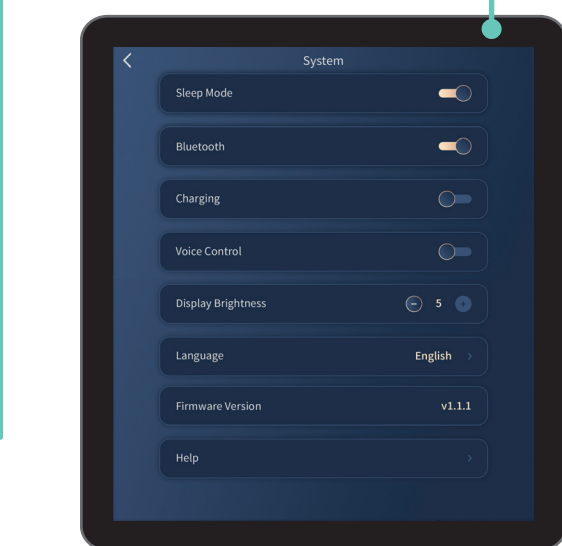 System
Sleep Mode
Bluetooth
Charging
Voice Control
Display Brightness − 5 +
Language English >
Firmware Version v1.1.1
Help >